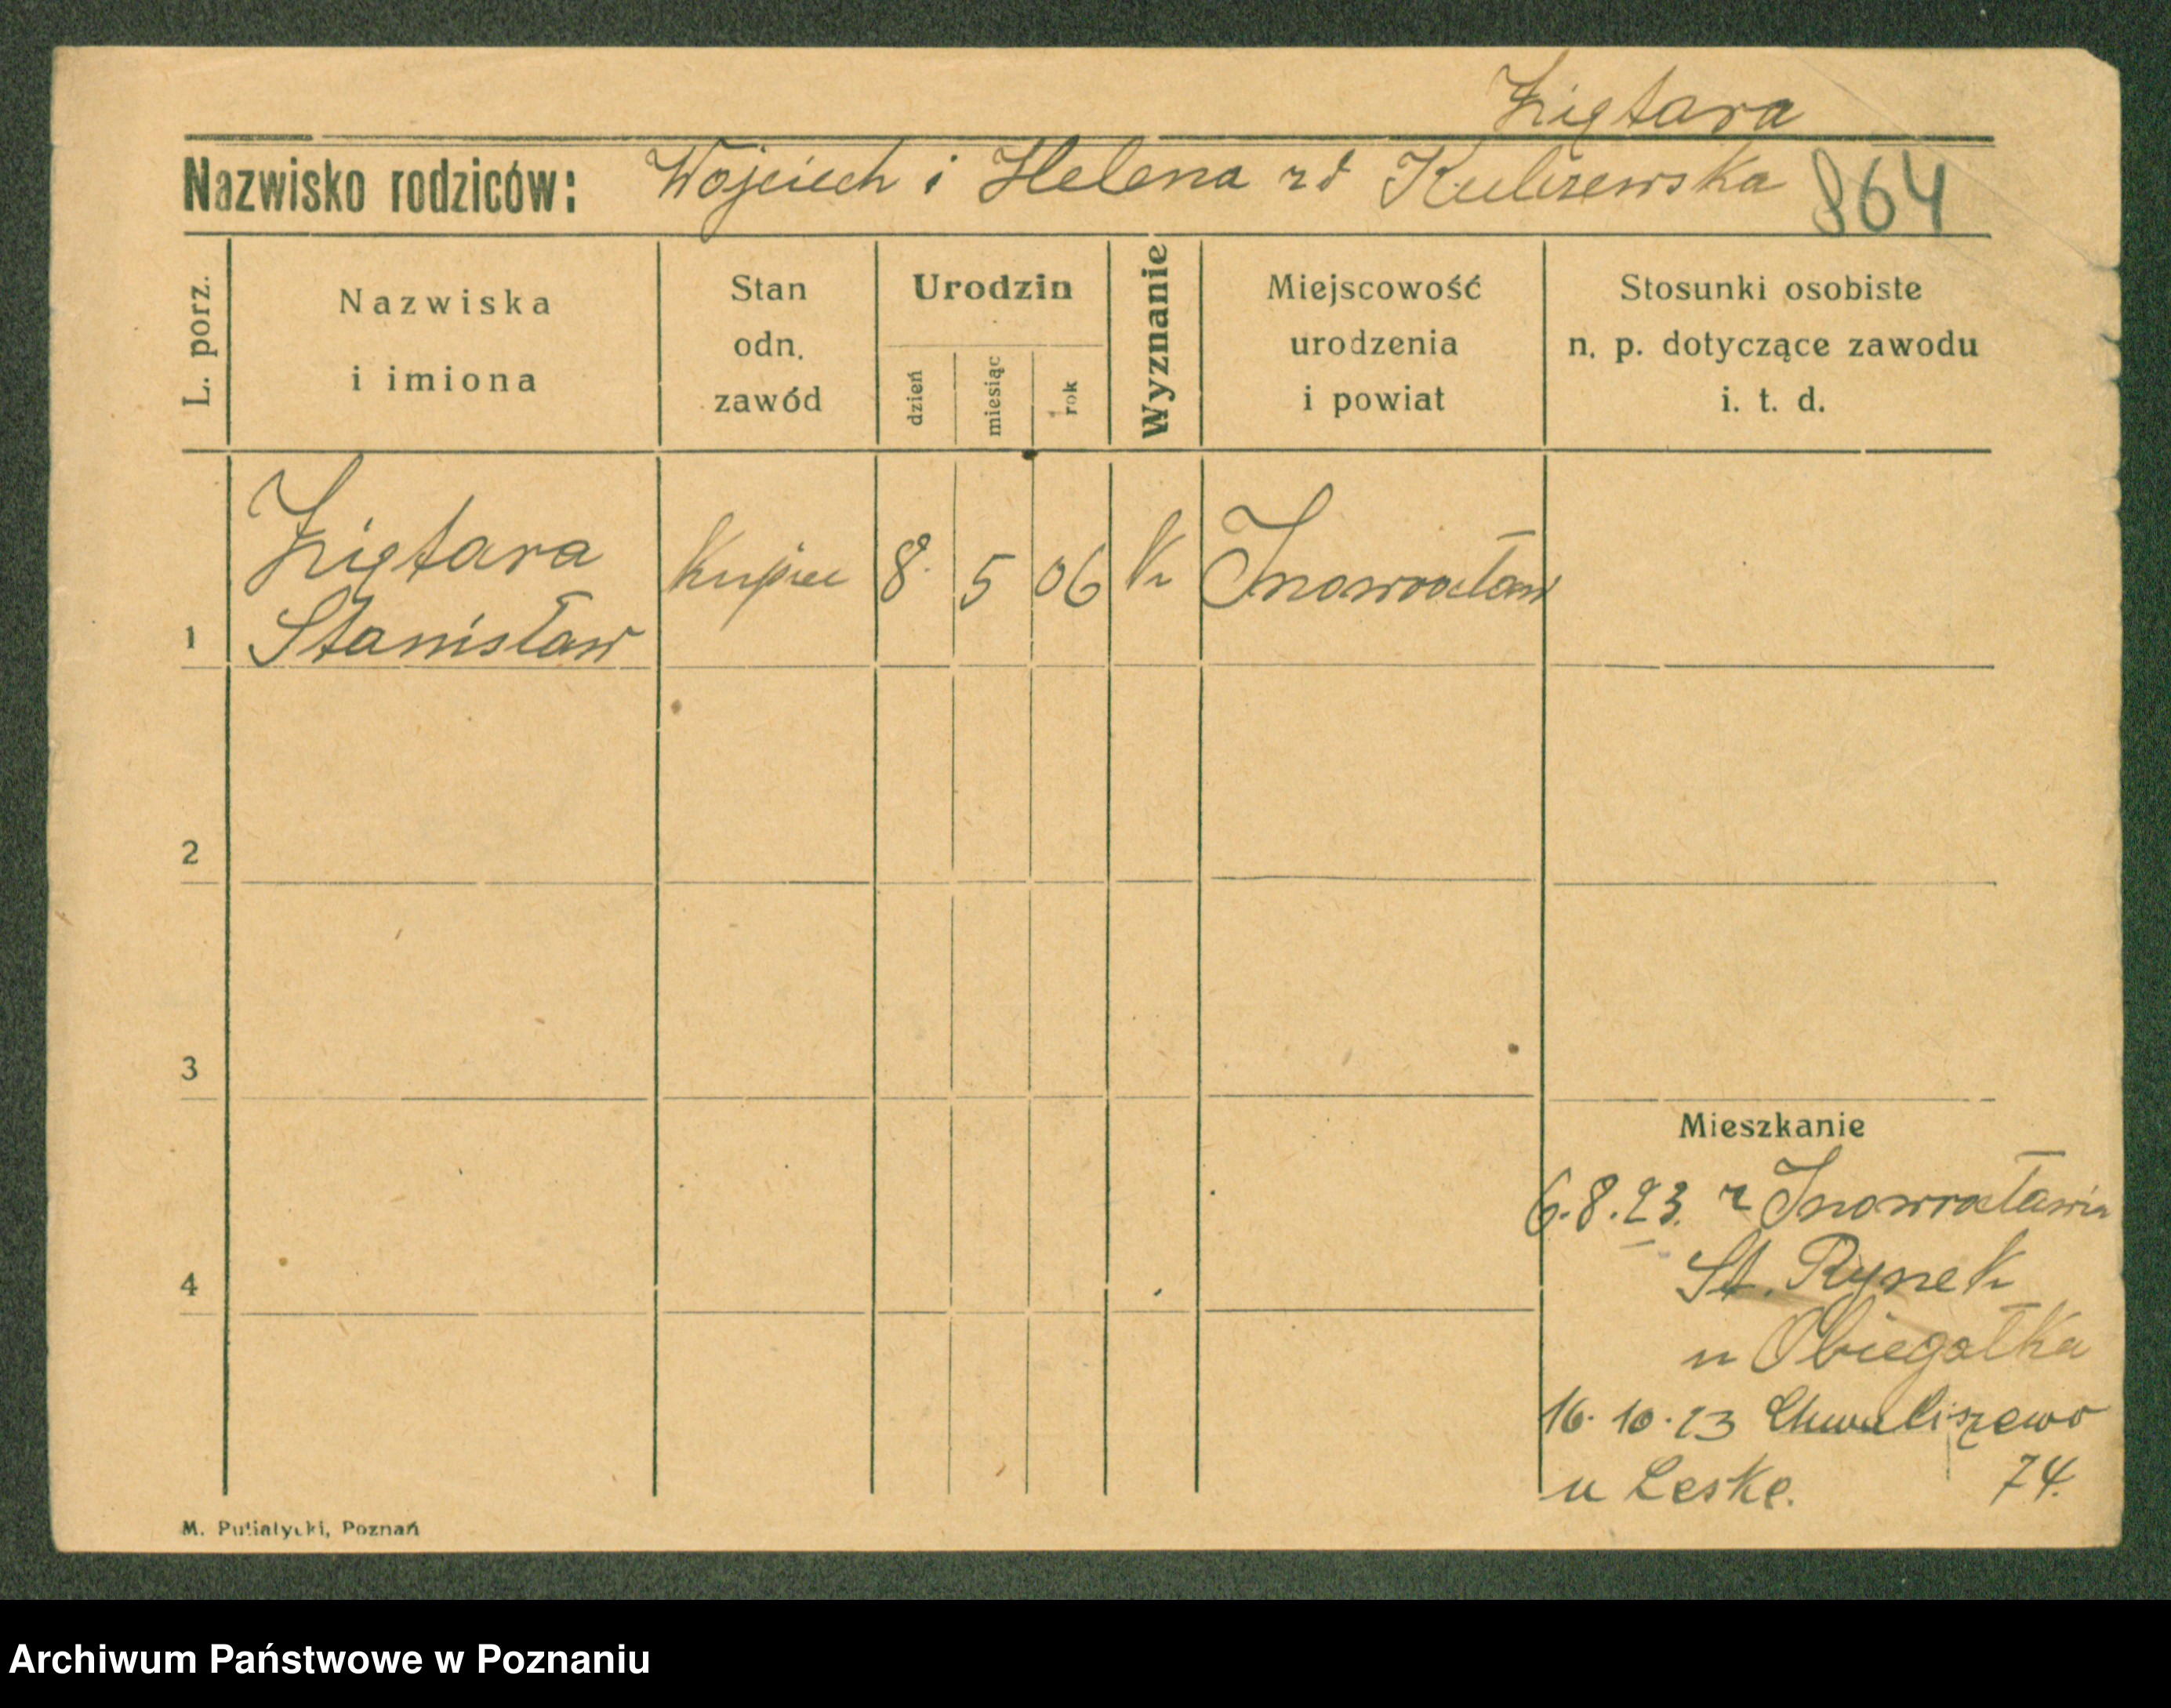 Ziętara
Nazwisko rodziców: Wojciech i Helena zd Kuliszewska 864
L. porz.
Nazwiska
i imiona
Stan
odn.
zawód
Urodzin
dzień
miesiąc
rok
Wyznanie
Miejscowość
urodzenia
i powiat
Stosunki osobiste
n. p. dotyczące zawodu
i. t. d.
Ziętara
Stanisław
Kupiec
8.
5
06
K
Inowrocław
1
2
3
4
Mieszkanie
6.8.23. z Inowrocławia
St. Rynek
u Obiegałka
16.10.23 Chwaliszewo
u Leske. 74.
M. Putiatycki, Poznań
Archiwum Państwowe w Poznaniu